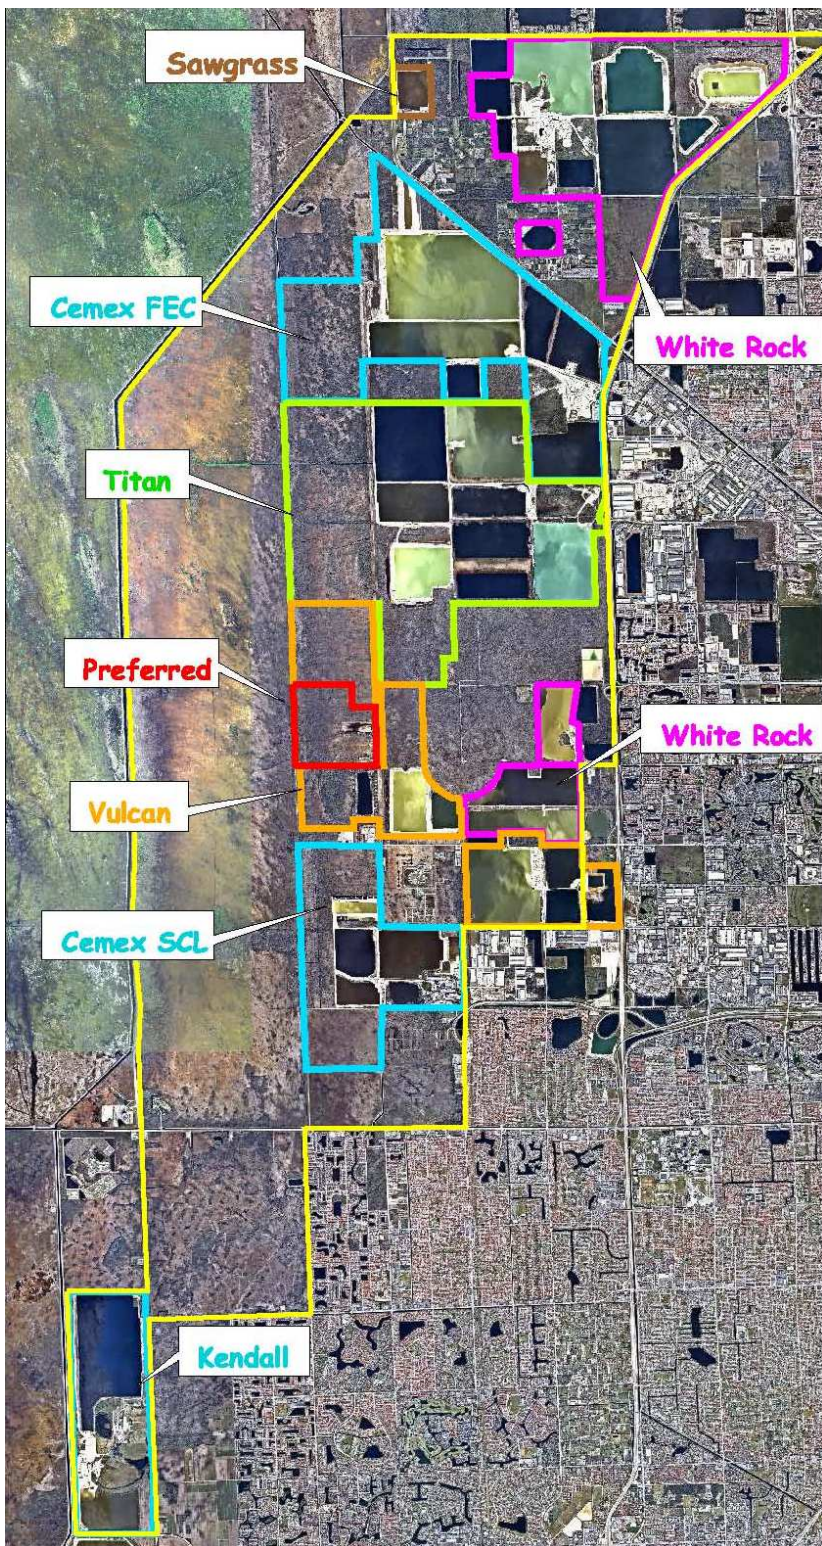 Sawgrass
Cemex FEC
White Rock
Titan
Preferred
White Rock
Vulcan
Cemex SCL
Kendall